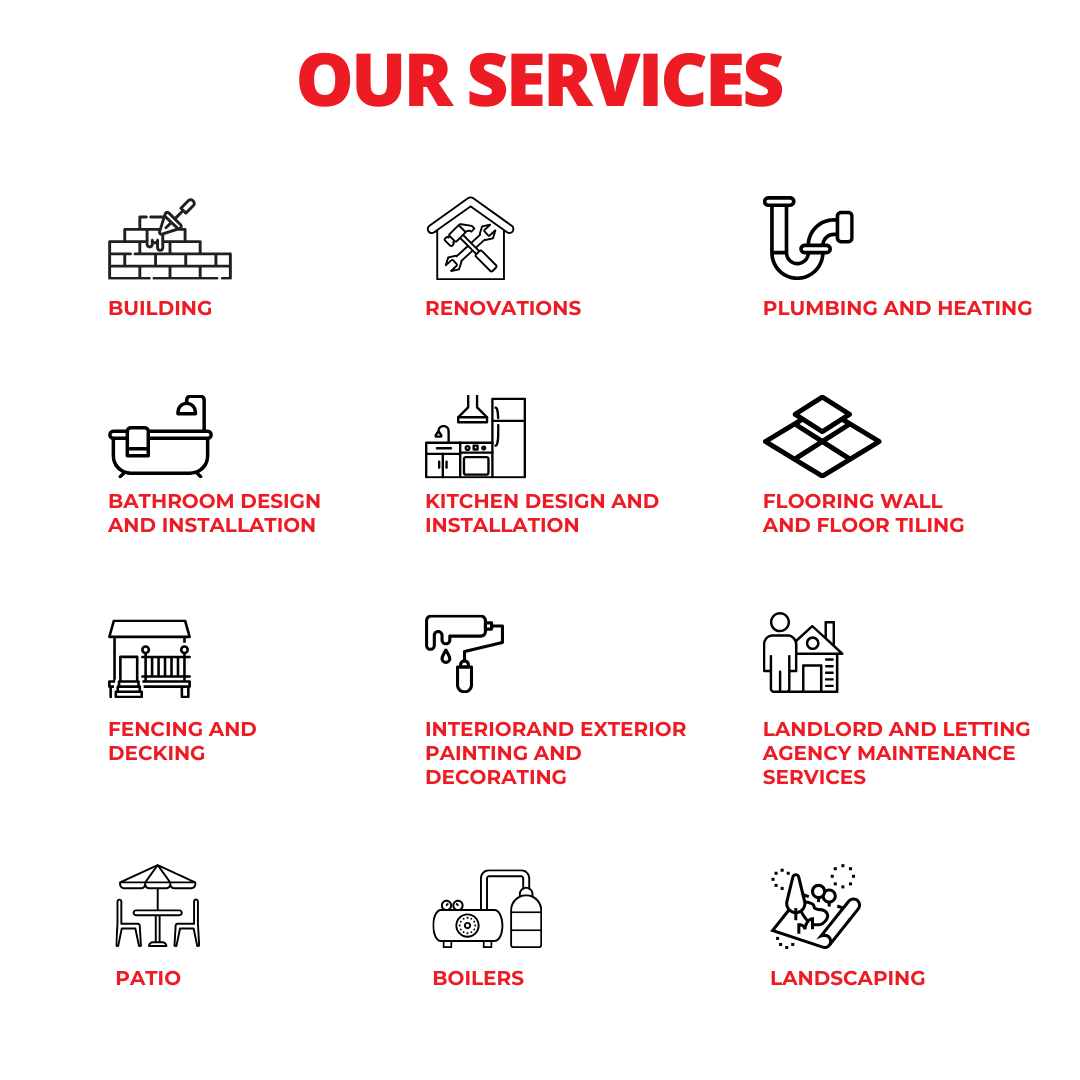 OUR SERVICES
BUILDING
RENOVATIONS
PLUMBING AND HEATING
BATHROOM DESIGN
AND INSTALLATION
KITCHEN DESIGN AND
INSTALLATION
FLOORING WALL
AND FLOOR TILING
FENCING AND
DECKING
INTERIORAND EXTERIOR
PAINTING AND
DECORATING
LANDLORD AND LETTING
AGENCY MAINTENANCE
SERVICES
PATIO
BOILERS
LANDSCAPING